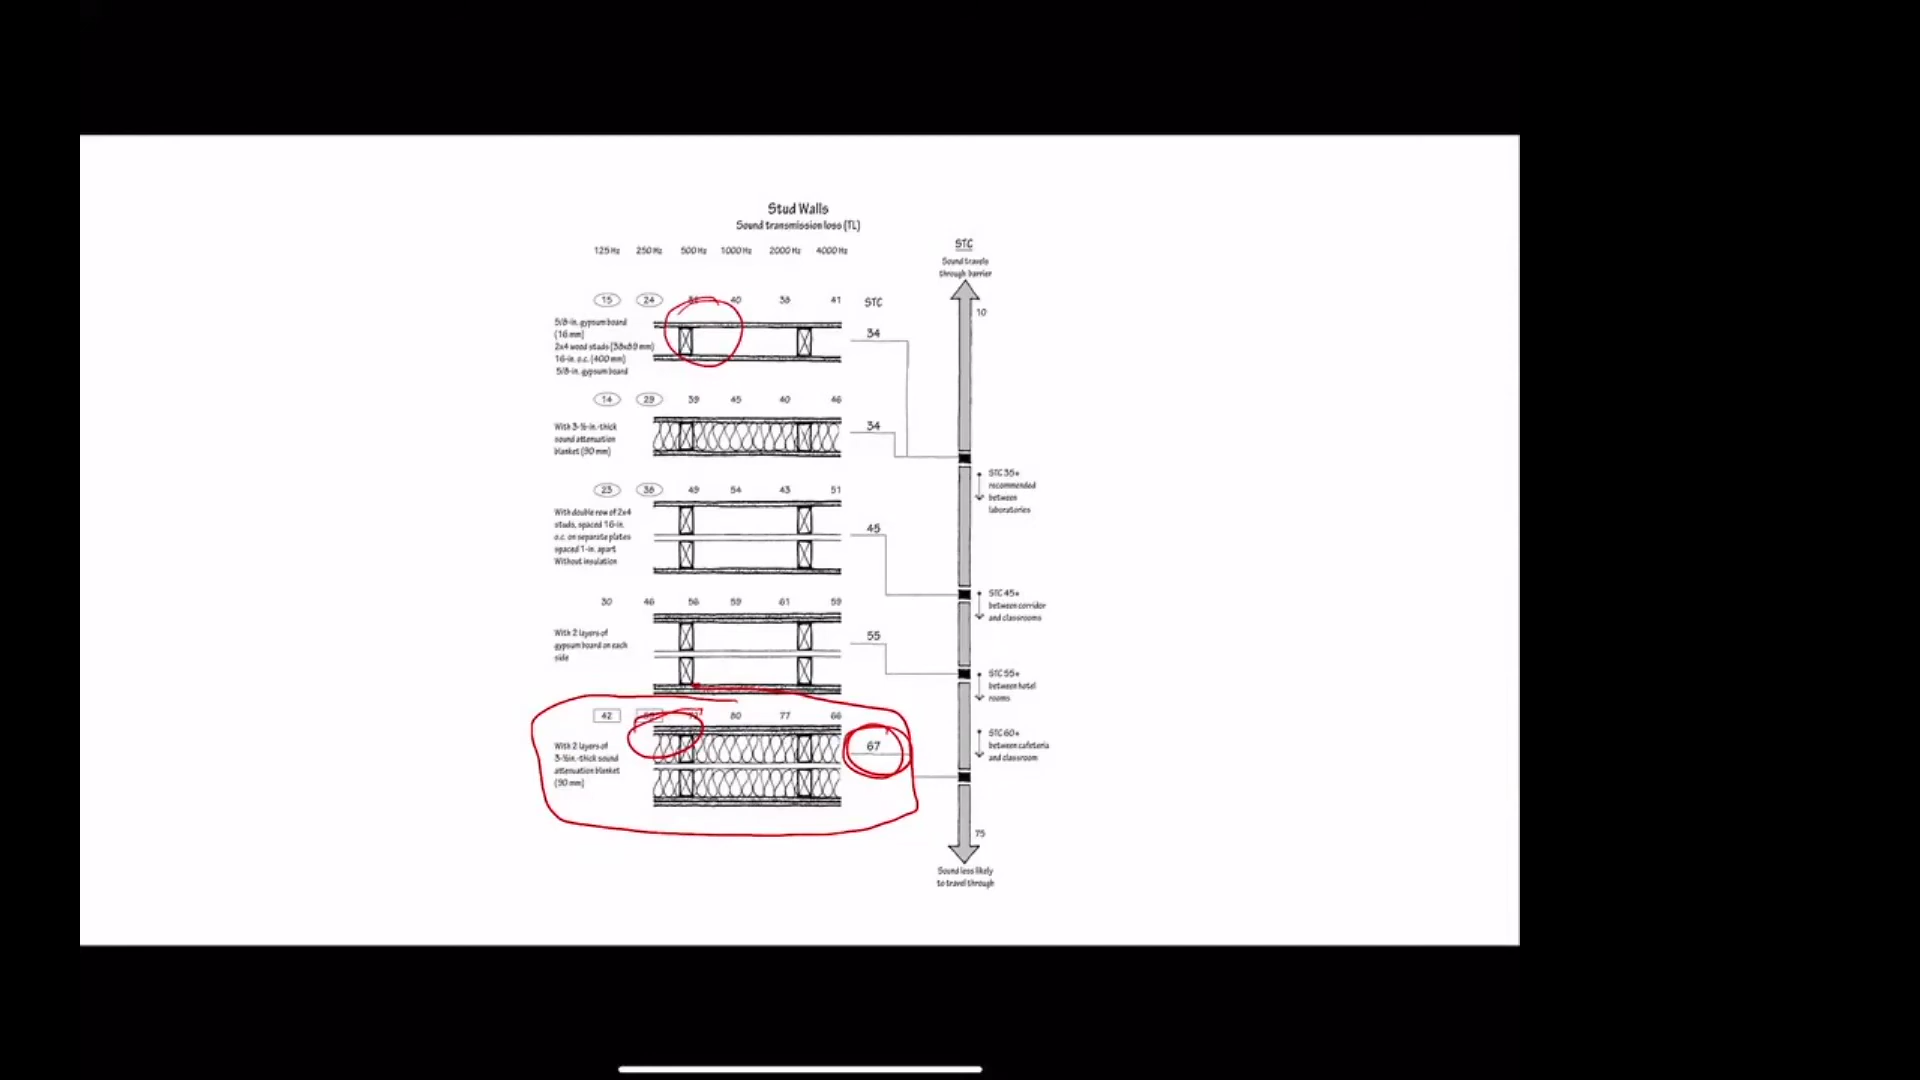 Stud Walls
Sound transmission loss (TL)
125 Hz 250 Hz 500 Hz 1000 Hz 2000 Hz 4000 Hz
STC
Sound travels
through barrier
10
15 24 40 38 41
STC
5/8-in. gypsum board
(16 mm)
2x4 wood studs (38x89 mm)
16-in. o.c. (400 mm)
5/8-in. gypsum board
34
14 29 39 45 40 46
With 3-½-in.-thick
sound attenuation
blanket (90 mm)
34
STC 35+
recommended
between
laboratories
23 36 49 54 43 51
With double row of 2x4
studs, spaced 16-in.
o.c. on separate plates
spaced 1-in. apart
Without insulation
45
STC 45+
between corridor
and classrooms
30 46 56 59 61 59
With 2 layers of
gypsum board on each
side
55
STC 55+
between hotel
rooms
42 80 77 66
With 2 layers of
3-½in.-thick sound
attenuation blanket
(90 mm)
67
STC 60+
between cafeteria
and classroom
75
Sound less likely
to travel through